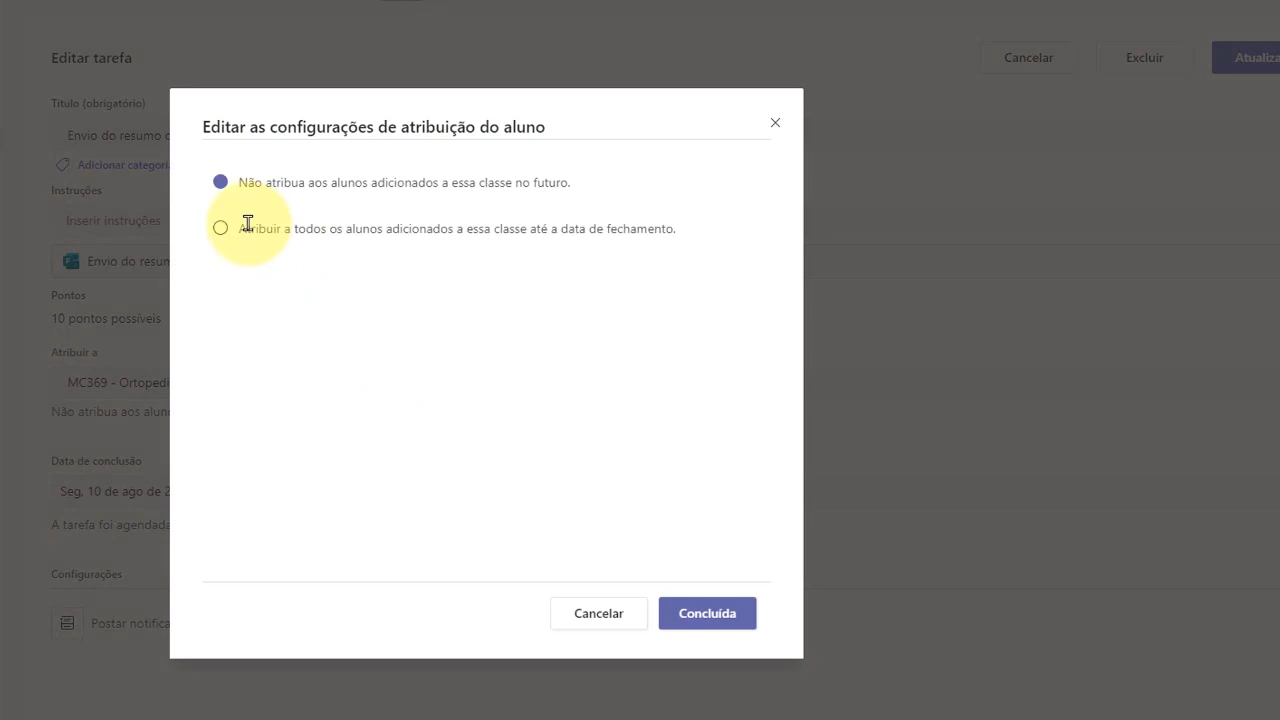 Editar tarefa
Cancelar
Excluir
Atualiza
Título (obrigatório)
Envio do resumo
Adicionar categori
Instruções
Inserir instruções
Envio do resum
Pontos
10 pontos possíveis
Atribuir a
MC369 - Ortopedi
Não atribua aos alun
Data de conclusão
Seg, 10 de ago de 2
A tarefa foi agendada
Configurações
Postar notifica
Editar as configurações de atribuição do aluno
Não atribua aos alunos adicionados a essa classe no futuro.
Atribuir a todos os alunos adicionados a essa classe até a data de fechamento.
Cancelar
Concluída